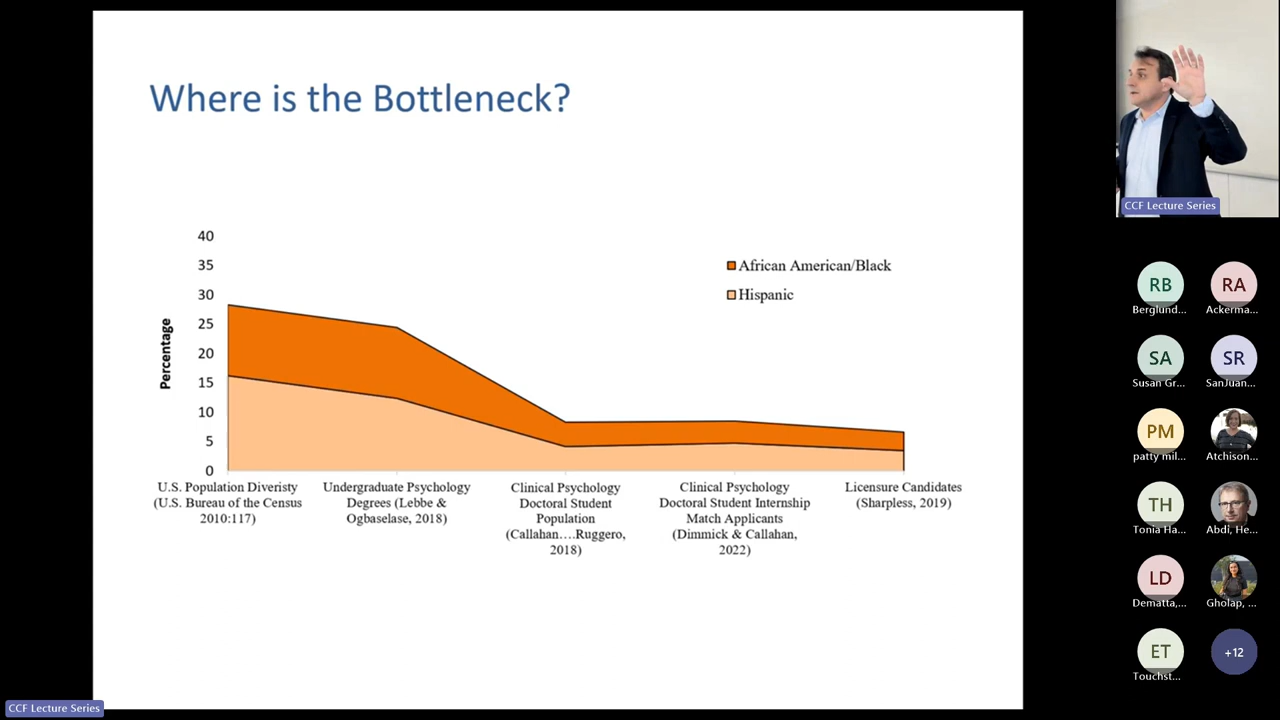 Where is the Bottleneck?
40
35
30
25
20
15
10
5
0
Percentage
African American/Black
Hispanic
U.S. Population Diveristy
(U.S. Bureau of the Census
2010:117)
Undergraduate Psychology
Degrees (Lebbe &
Ogbaselase, 2018)
Clinical Psychology
Doctoral Student
Population
(Callahan….Ruggero,
2018)
Clinical Psychology
Doctoral Student Internship
Match Applicants
(Dimmick & Callahan,
2022)
Licensure Candidates
(Sharpless, 2019)
CCF Lecture Series
CCF Lecture Series
RB
Berglund...
RA
Ackerma...
SA
Susan Gr...
SR
SanJuan...
PM
patty mil...
Atchison...
TH
Tonia Ha...
Abdi, He...
LD
Dematta,...
Gholap, ...
ET
Touchst...
+12